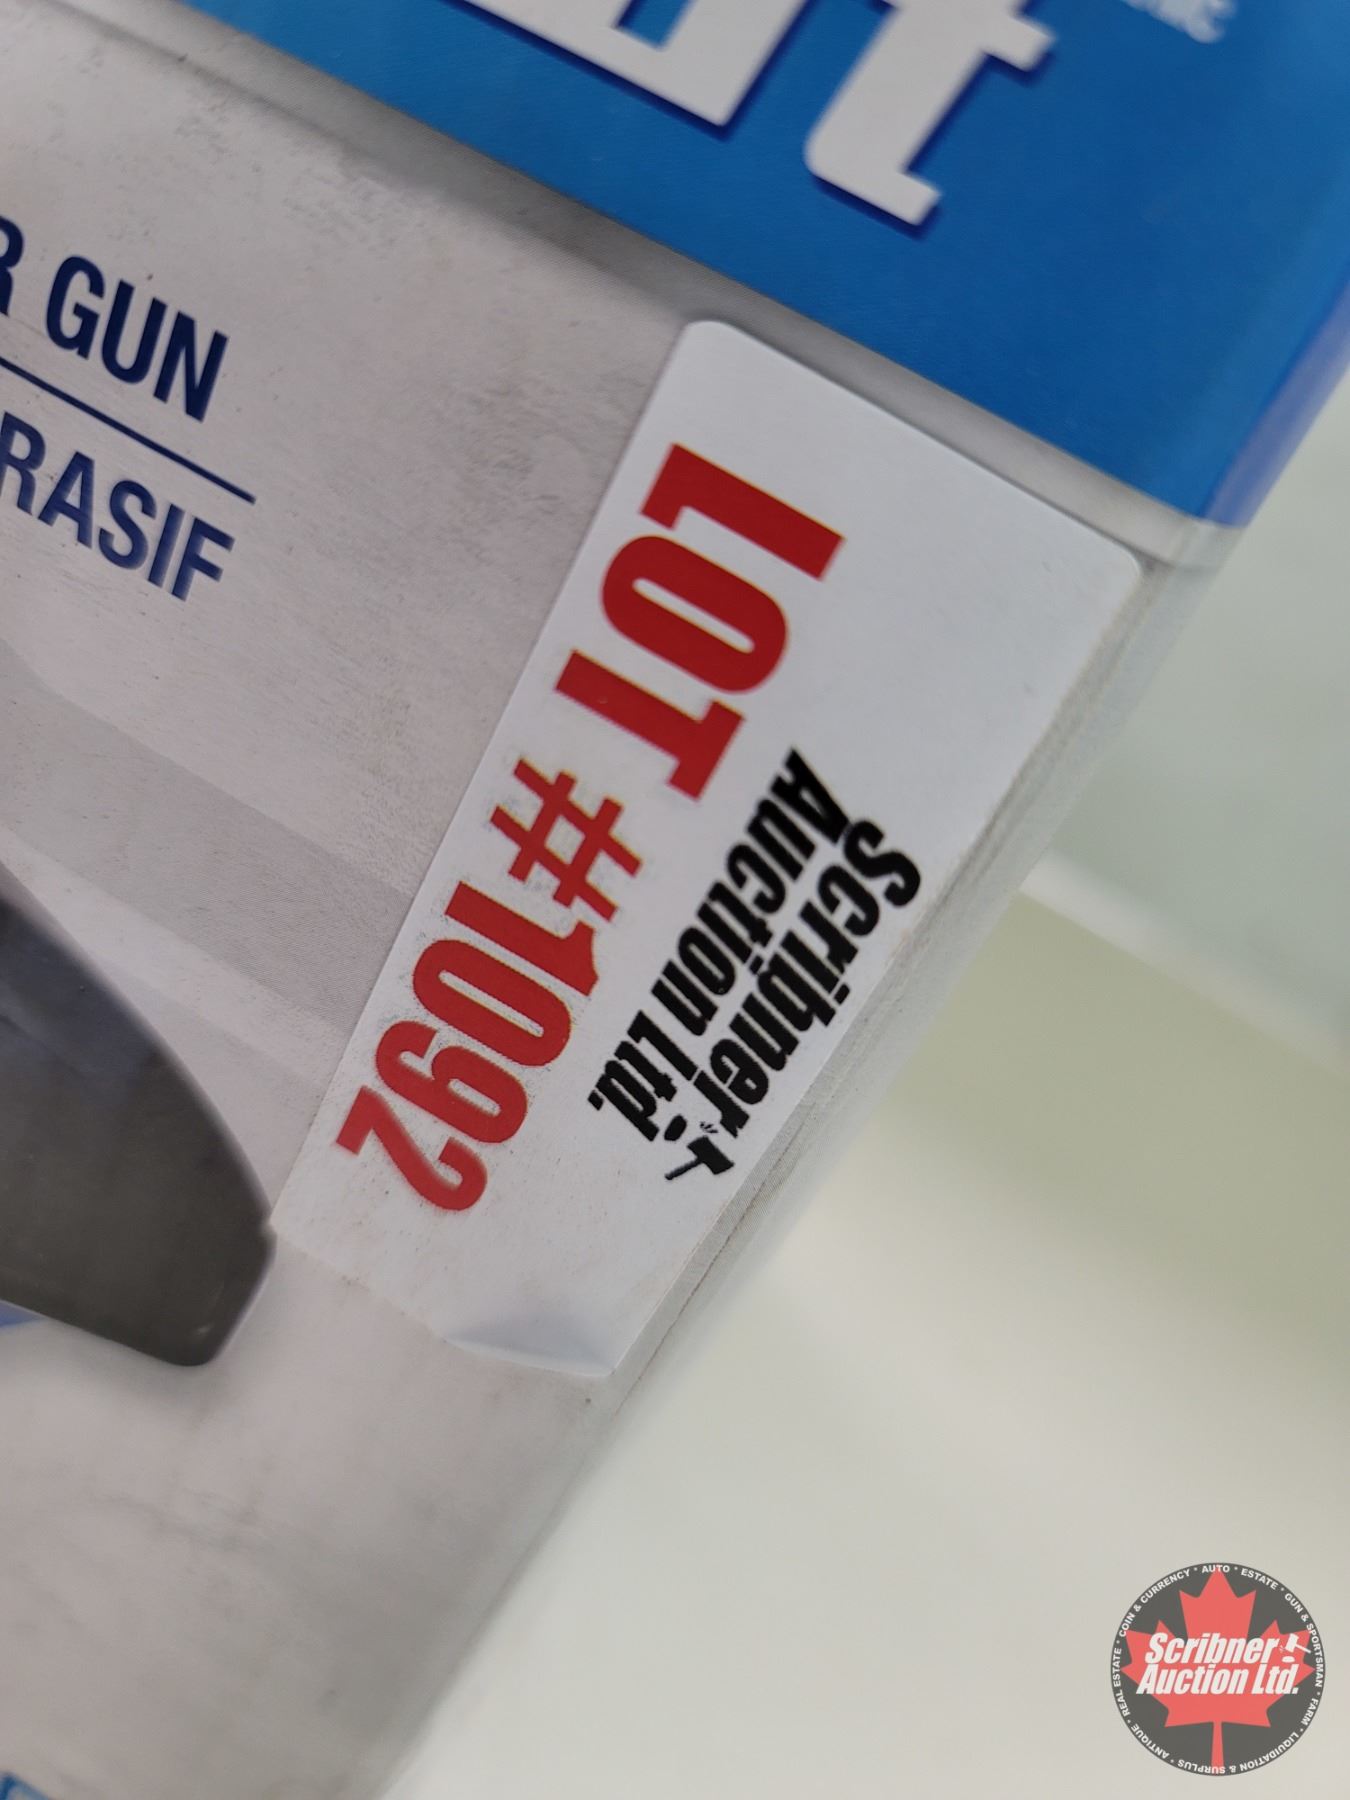 t
R GUN
RASIF
LOT #1092
Scribner
Auction Ltd.
COIN & CURRENCY * AUTO * ESTATE * GUN & SPORTSMAN * FARM * LIQUIDATION & SURPLUS * ANTIQUE * REAL ESTATE *
Scribner
Auction Ltd.